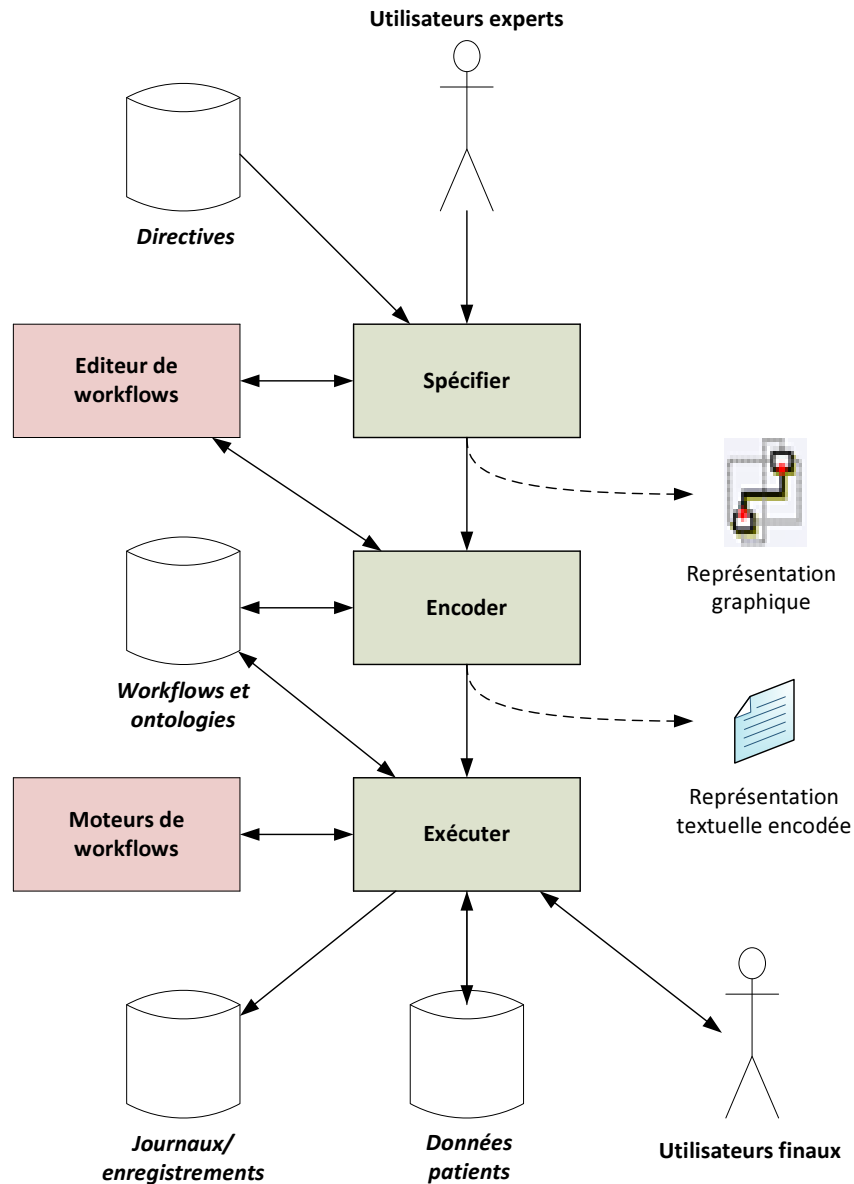 Utilisateurs experts
Directives
Editeur de
workflows
Spécifier
Représentation
graphique
Encoder
Workflows et
ontologies
Représentation
textuelle encodée
Moteurs de
workflows
Exécuter
Journaux/
enregistrements
Données
patients
Utilisateurs finaux